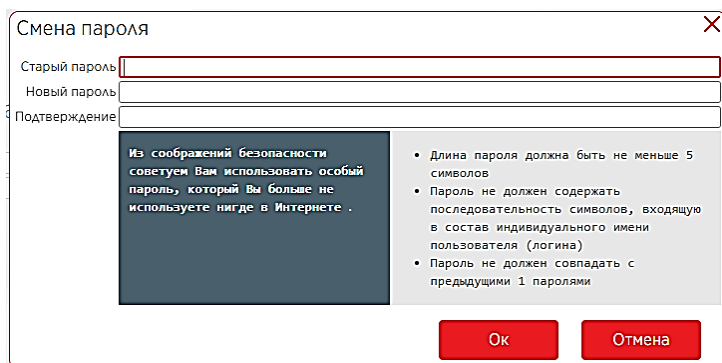 Смена пароля
Старый пароль
Новый пароль
Подтверждение
Из соображений безопасности
советуем Вам использовать особый
пароль, который Вы больше не
используете нигде в Интернете .
• Длина пароля должна быть не меньше 5
символов
• Пароль не должен содержать
последовательность символов, входящую
в состав индивидуального имени
пользователя (логина)
• Пароль не должен совпадать с
предыдущими 1 паролями
Ок
Отмена